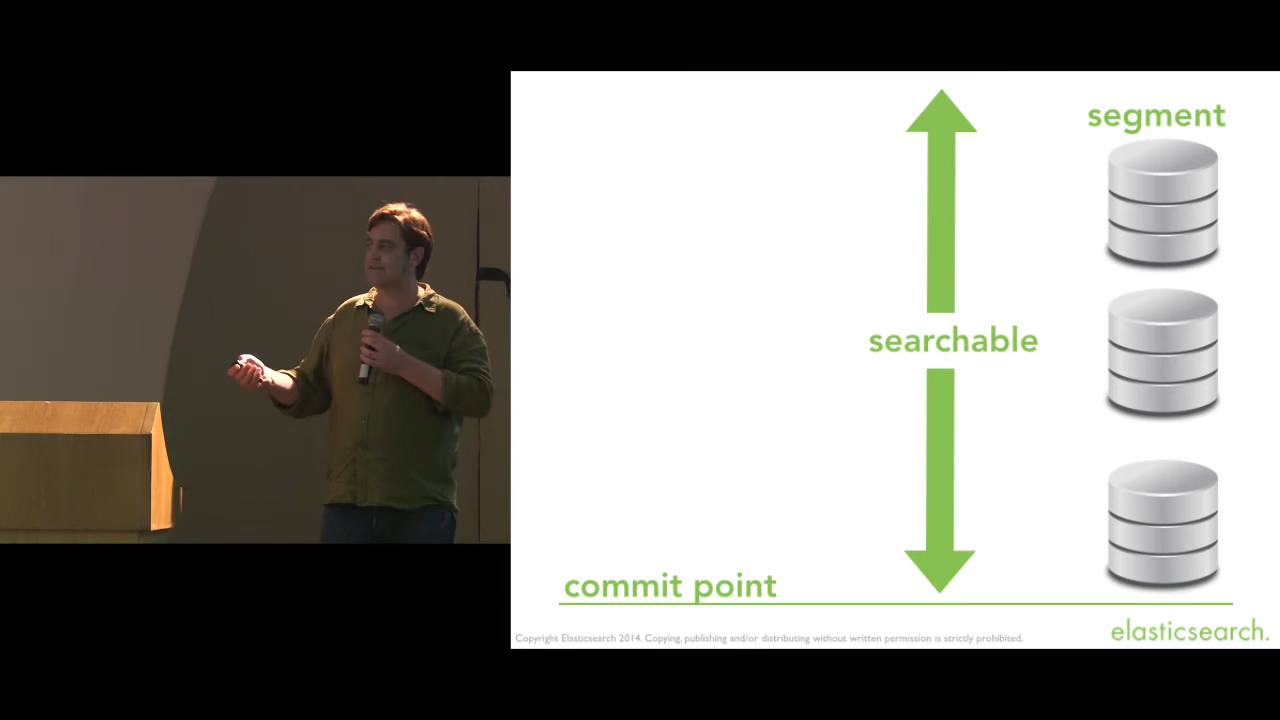 segment
searchable
commit point
elasticsearch.
Copyright Elasticsearch 2014. Copying, publishing and/or distributing without written permission is strictly prohibited.